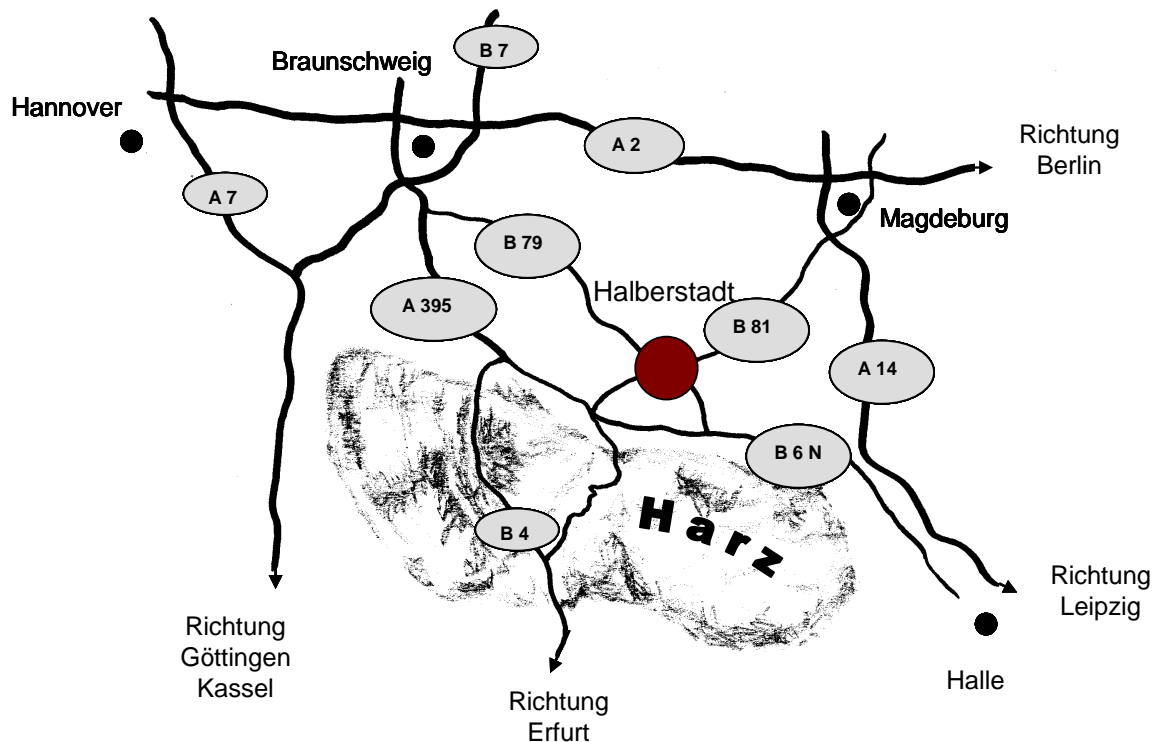 B 7
Braunschweig
Hannover
A 2
Richtung
Berlin
A 7
Magdeburg
B 79
Halberstadt
A 395
B 81
A 14
B 6 N
Harz
B 4
Richtung
Leipzig
Richtung
Göttingen
Kassel
Halle
Richtung
Erfurt